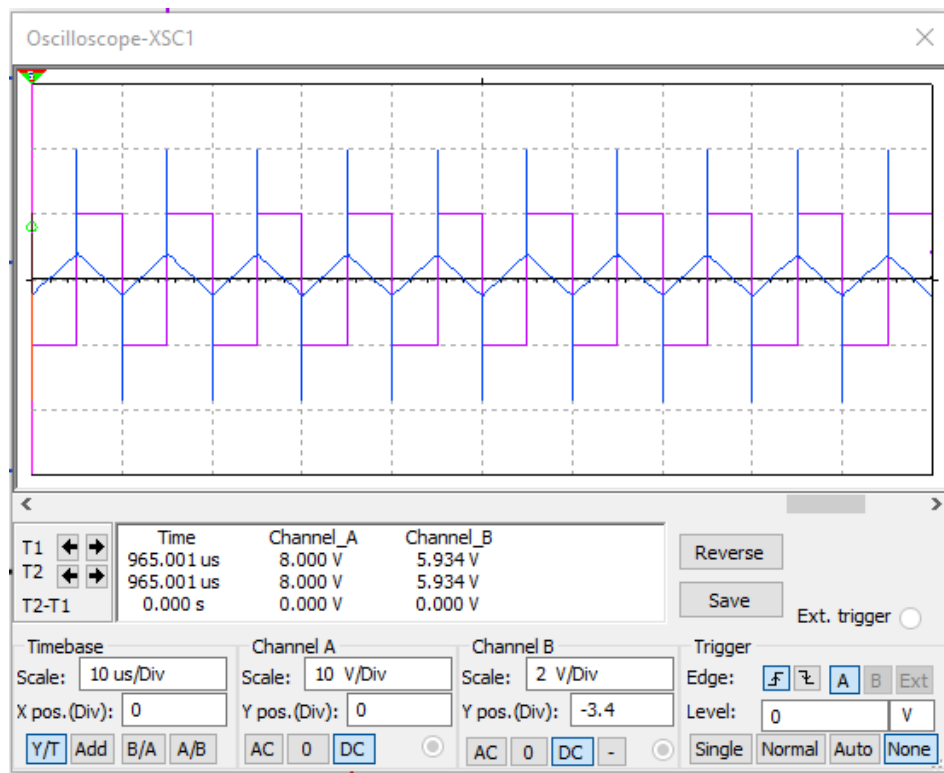 Oscilloscope-XSC1
T1
T2
T2-T1
Time Channel_A Channel_B
965.001 us 8.000 V 5.934 V
965.001 us 8.000 V 5.934 V
0.000 s 0.000 V 0.000 V
Reverse
Save
Ext. trigger
Timebase
Scale: 10 us/Div
X pos.(Div): 0
Y/T Add B/A A/B
Channel A
Scale: 10 V/Div
Y pos.(Div): 0
AC 0 DC
Channel B
Scale: 2 V/Div
Y pos.(Div): -3.4
AC 0 DC -
Trigger
Edge: A B Ext
Level: 0 V
Single Normal Auto None